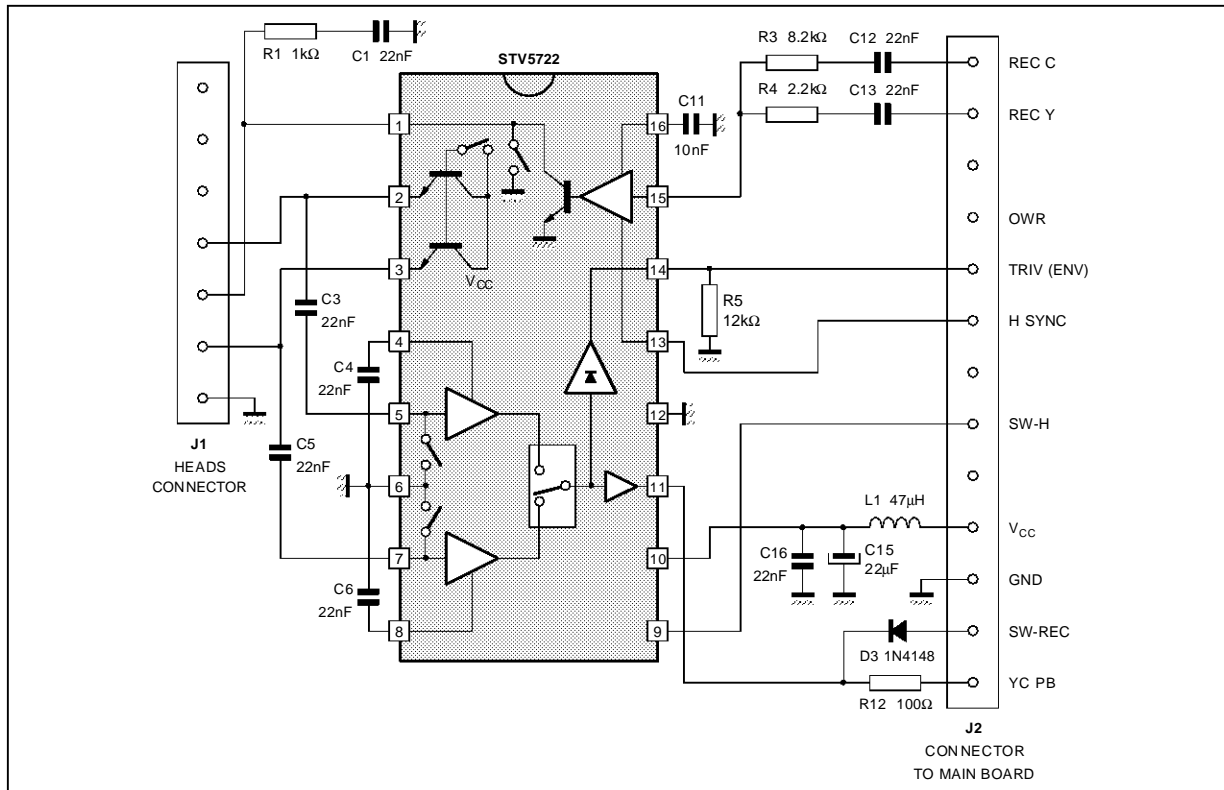 R1 1kΩ
C1 22nF
STV5722
R3 8.2kΩ
C12 22nF
REC C
R4 2.2kΩ
C13 22nF
REC Y
C11
10nF
1
16
2
15
OWR
3
VCC
14
TRIV (ENV)
C3
22nF
R5
12kΩ
H SYNC
4
13
C4
22nF
5
12
SW-H
J1
HEADS
CONNECTOR
C5
22nF
6
11
L1 47µH
VCC
7
10
C16
22nF
C15
22µF
GND
C6
22nF
8
9
SW-REC
D3 1N4148
YC PB
R12 100Ω
J2
CONNECTOR
TO MAIN BOARD